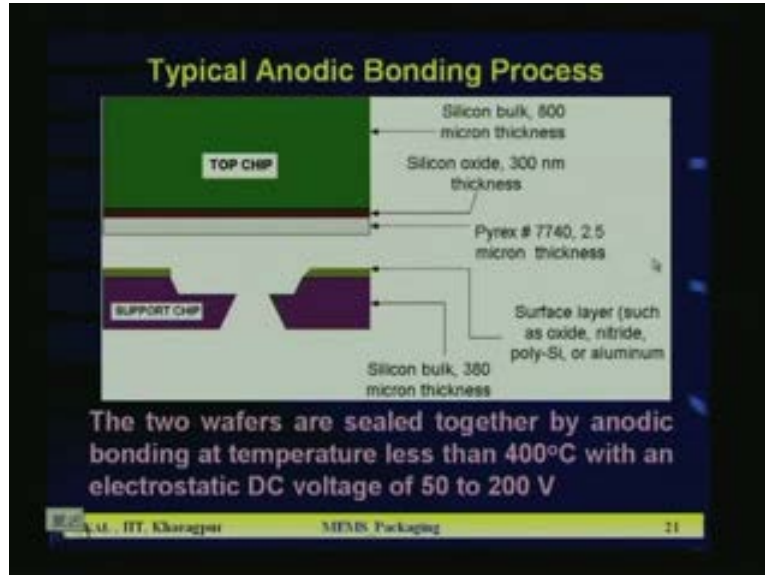 Typical Anodic Bonding Process
Silicon bulk, 600
micron thickness
TOP CHIP
Silicon oxide, 300 nm
thickness
Pyrex # 7740, 2.5
micron thickness
SUPPORT CHIP
Surface layer (such
as oxide, nitride,
poly-Si, or aluminum
Silicon bulk, 380
micron thickness
The two wafers are sealed together by anodic
bonding at temperature less than 400°C with an
electrostatic DC voltage of 50 to 200 V
IIT, Kharagpur MEMS Packaging 21